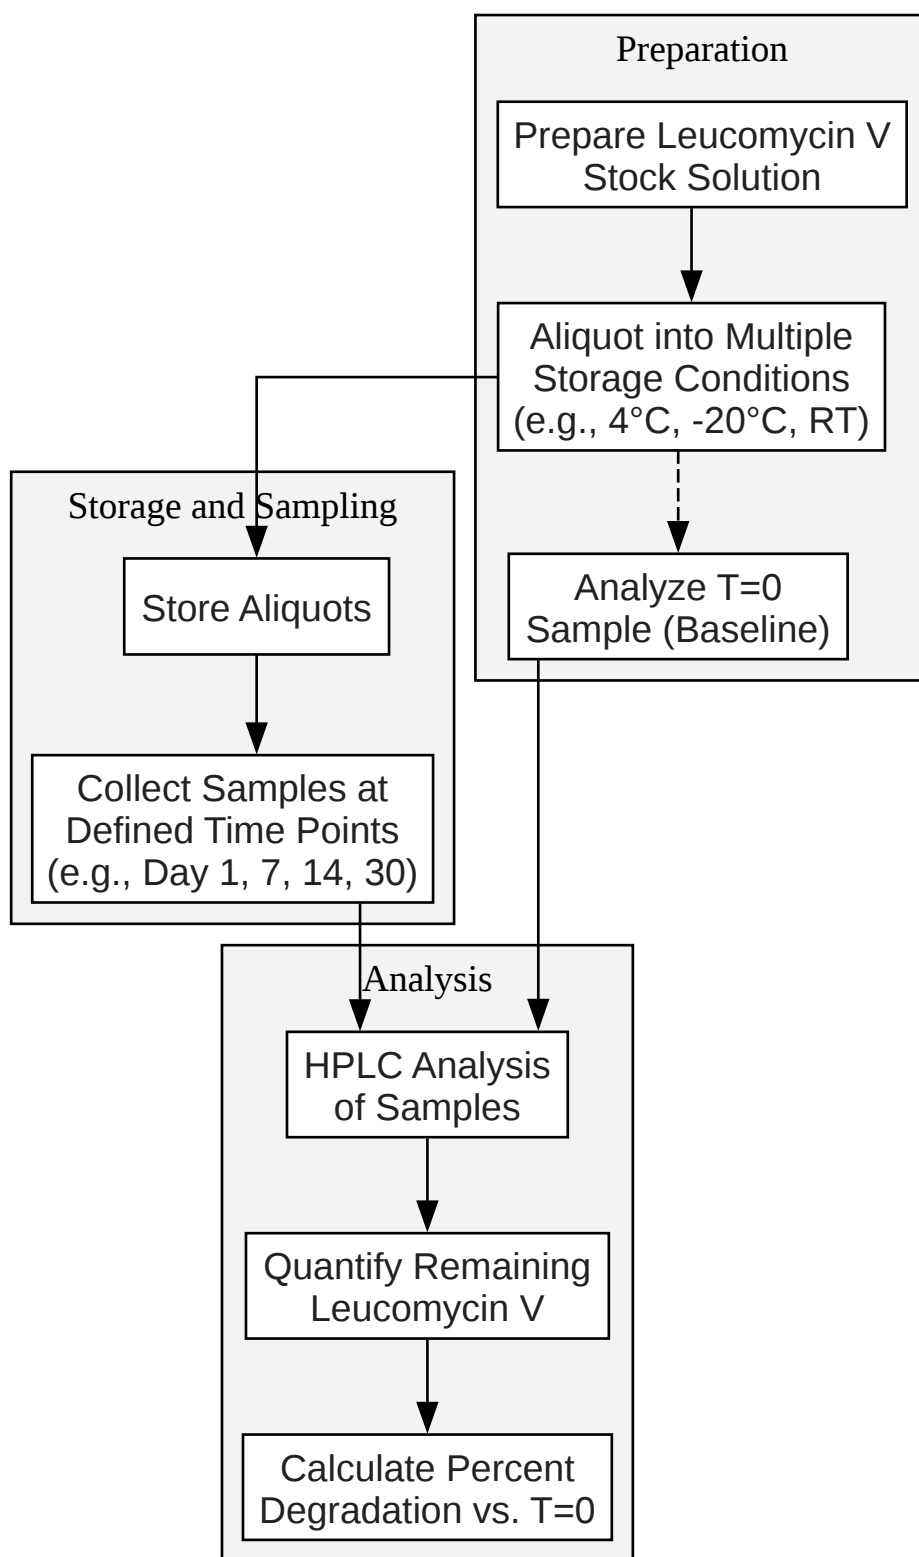 Preparation
Prepare Leucomycin V
Stock Solution
Aliquot into Multiple
Storage Conditions
(e.g., 4°C, -20°C, RT)
Analyze T=0
Sample (Baseline)
Storage and Sampling
Store Aliquots
Collect Samples at
Defined Time Points
(e.g., Day 1, 7, 14, 30)
Analysis
HPLC Analysis
of Samples
Quantify Remaining
Leucomycin V
Calculate Percent
Degradation vs. T=0